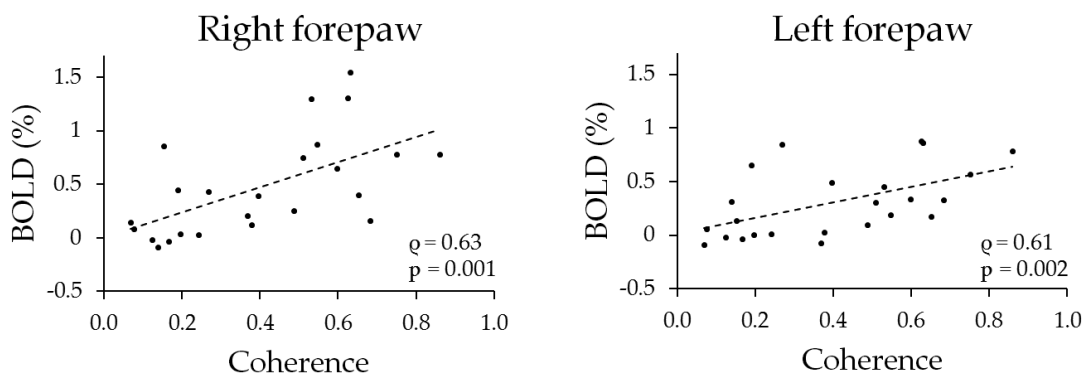 Right forepaw
BOLD (%)
1.5
1
0.5
0
-0.5
0.0 0.2 0.4 0.6 0.8 1.0
Coherence
ϱ = 0.63
p = 0.001
Left forepaw
BOLD (%)
1.5
1
0.5
0
-0.5
0.0 0.2 0.4 0.6 0.8 1.0
Coherence
ϱ = 0.61
p = 0.002